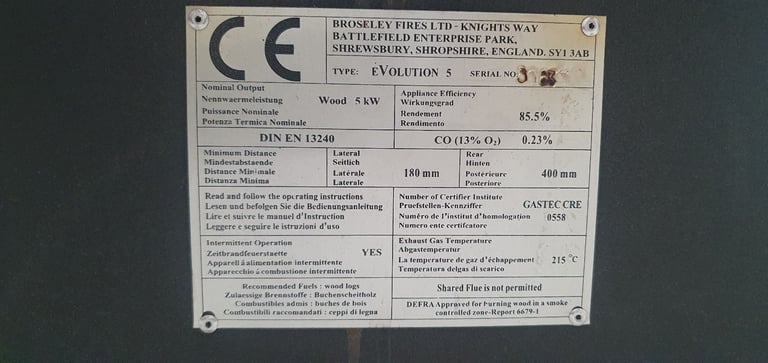 CE
BROSELEY FIRES LTD - KNIGHTS WAY
BATTLEFIELD ENTERPRISE PARK,
SHREWSBURY, SHROPSHIRE, ENGLAND. SY1 3AB
TYPE: eVOLUTION 5 SERIAL NO:
Nominal Output
Nennwaermeleistung
Puissance Nominale
Potenza Termica Nominale
Wood 5 kW
Appliance Efficiency
Wirkungsgrad
Rendement
Rendimento
85.5%
DIN EN 13240
CO (13% O₂) 0.23%
Minimum Distance
Mindestabstaende
Distance Minimale
Distanza Minima
Lateral
Seitlich
Latérale
Laterale
180 mm
Rear
Hinten
Postérieure
Posteriore
400 mm
Read and follow the operating instructions
Lesen und befolgen Sie die Bedienungsanleitung
Lire et suivre le manuel d'Instruction
Leggere e seguire le istruzioni d'uso
Number of Certifier Institute
Pruefstellen-Kennziffer
Numéro de l'institut d'homologation
Numero ente certifcatore
GASTEC CRE
0558
Intermittent Operation
Zeitbrandfeuerstaette
Appareil à alimentation intermittente
Apparecchio à combustione intermittente
YES
Exhaust Gas Temperature
Abgastemperatur
La temperature de gaz d'échappement
Temperatura delgas di scarico
215 °C
Recommended Fuels : wood logs
Zulaessige Brennstoffe : Buchenscheitholz
Combustibles admis : buches de bois
Combustibili raccomandati : ceppi di legna
Shared Flue is not permitted
DEFRA Approved for burning wood in a smoke
controlled zone-Report 6679-1